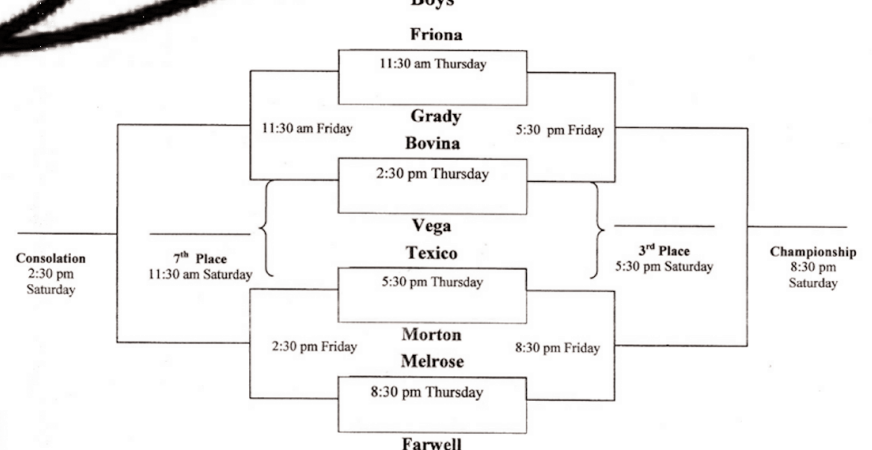 Boys
Friona
11:30 am Thursday
Grady
11:30 am Friday
5:30 pm Friday
Bovina
2:30 pm Thursday
Vega
Texico
Consolation
2:30 pm
Saturday
7th Place
11:30 am Saturday
3rd Place
5:30 pm Saturday
Championship
8:30 pm
Saturday
5:30 pm Thursday
Morton
2:30 pm Friday
8:30 pm Friday
Melrose
8:30 pm Thursday
Farwell